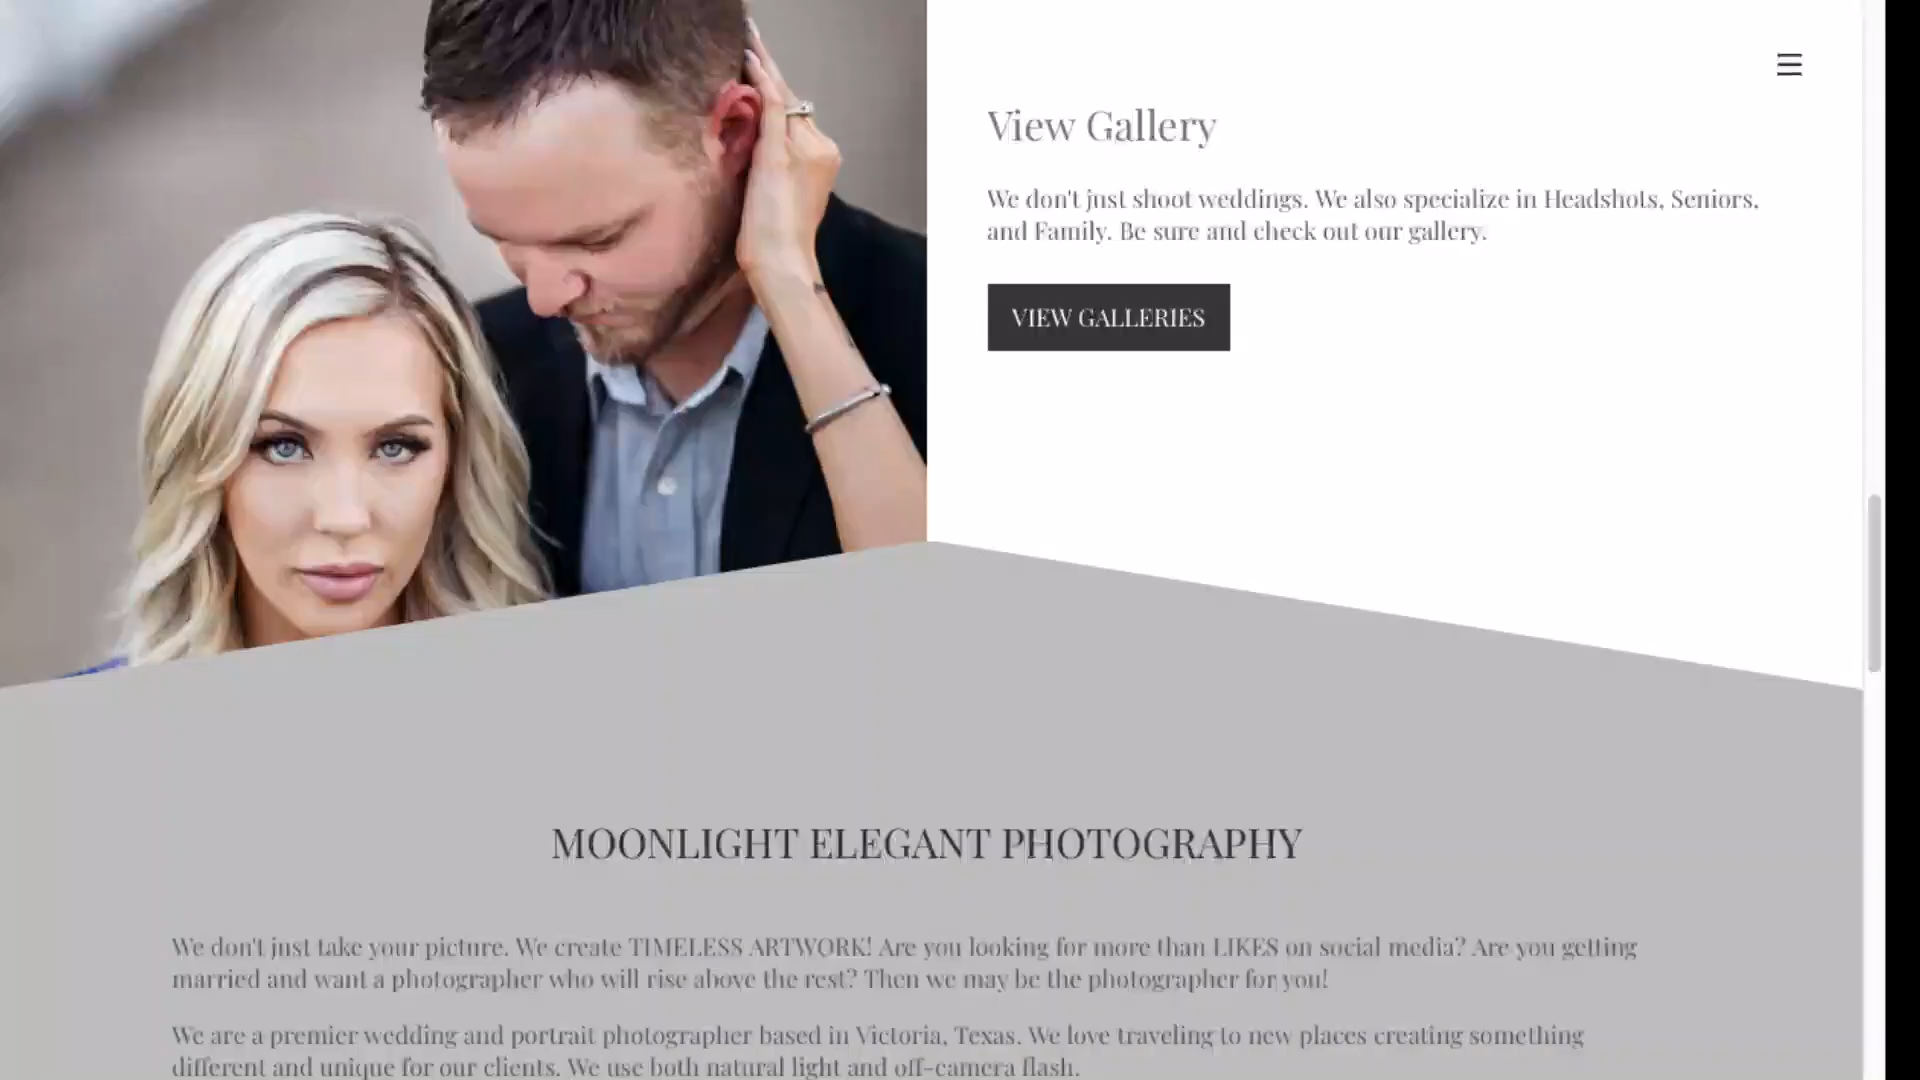 View Gallery
We don't just shoot weddings. We also specialize in Headshots, Seniors,
and Family. Be sure and check out our gallery.
VIEW GALLERIES
MOONLIGHT ELEGANT PHOTOGRAPHY
We don't just take your picture. We create TIMELESS ARTWORK! Are you looking for more than LIKES on social media? Are you getting
married and want a photographer who will rise above the rest? Then we may be the photographer for you!
We are a premier wedding and portrait photographer based in Victoria, Texas. We love traveling to new places creating something
different and unique for our clients. We use both natural light and off-camera flash.